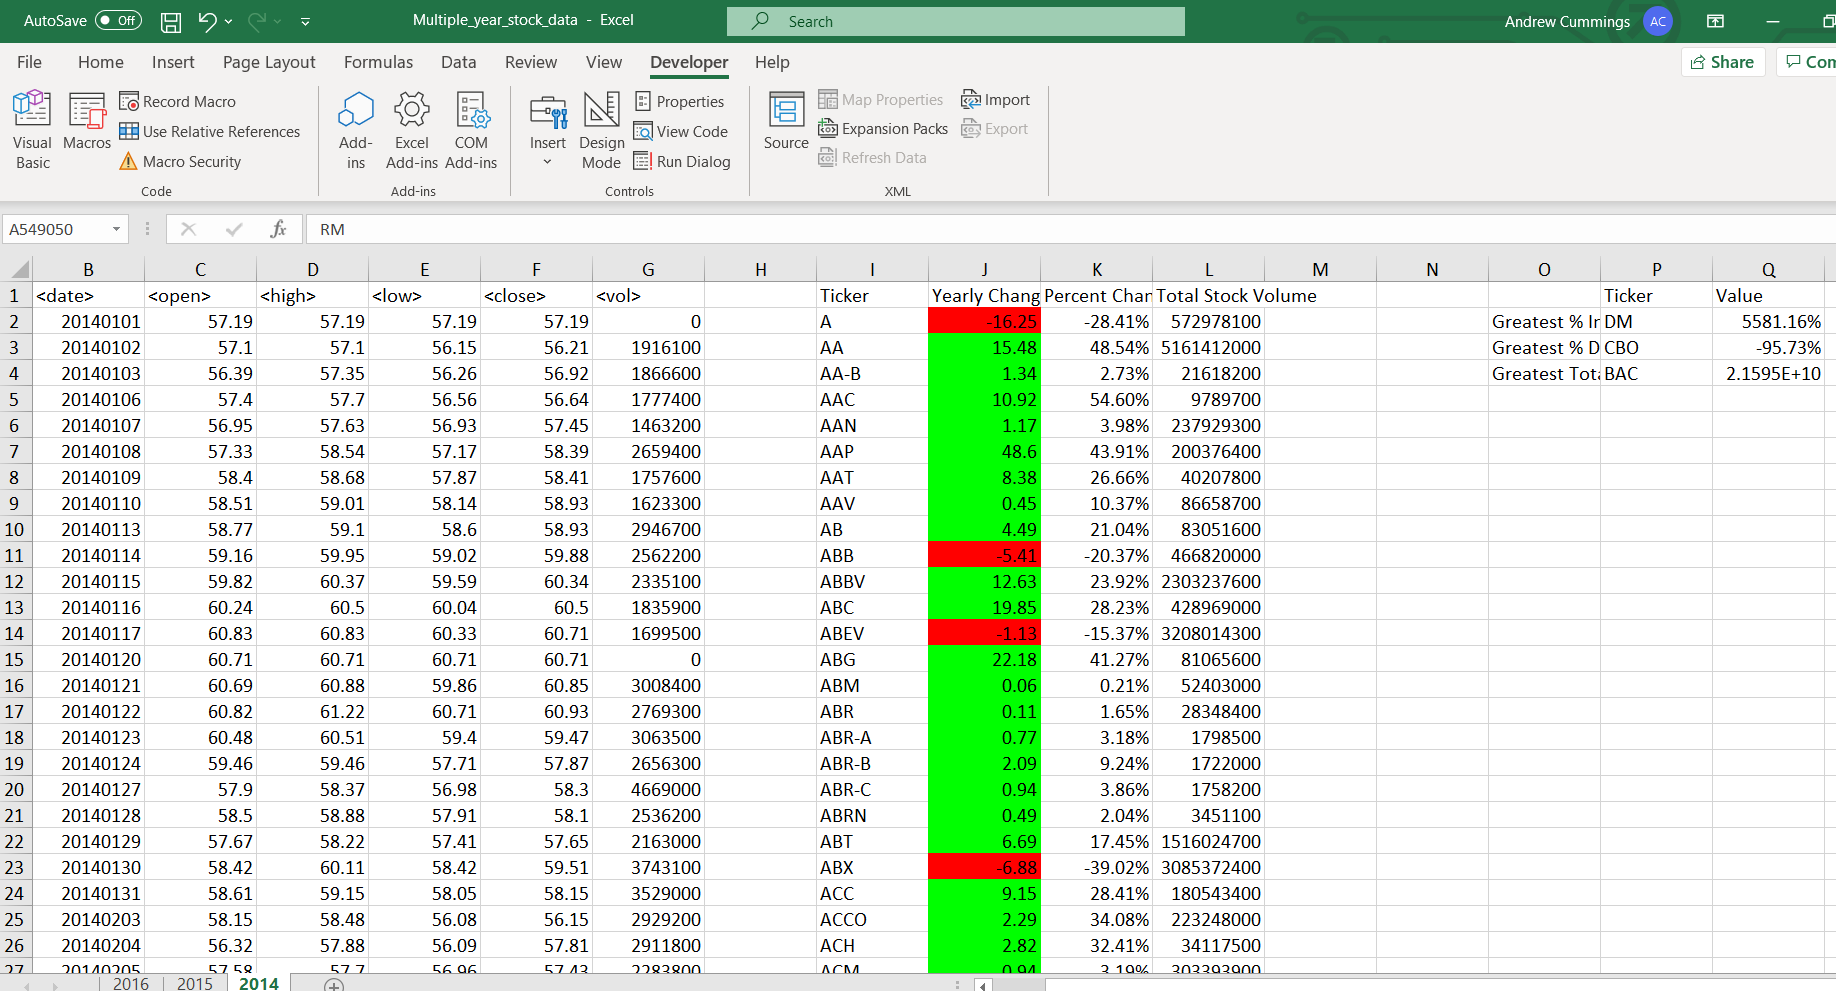 AutoSave Off Multiple_year_stock_data - Excel Search Andrew Cummings AC
File Home Insert Page Layout Formulas Data Review View Developer Help Share Com
Visual Basic Macros Record Macro Use Relative References Macro Security Code
Add-ins Excel Add-ins COM Add-ins Add-ins
Insert Design Mode Properties View Code Run Dialog Controls
Source Map Properties Expansion Packs Refresh Data Import Export XML
A549050 fx RM
B C D E F G H I J K L M N O P Q
1 <date> <open> <high> <low> <close> <vol> Ticker Yearly Chang Percent Char Total Stock Volume Ticker Value
2 20140101 57.19 57.19 57.19 57.19 0 A -16.25 -28.41% 572978100 Greatest % Ir DM 5581.16%
3 20140102 57.1 57.1 56.15 56.21 1916100 AA 15.48 48.54% 5161412000 Greatest % D CBO -95.73%
4 20140103 56.39 57.35 56.26 56.92 1866600 AA-B 1.34 2.73% 21618200 Greatest Tota BAC 2.1595E+10
5 20140106 57.4 57.7 56.56 56.64 1777400 AAC 10.92 54.60% 9789700
6 20140107 56.95 57.63 56.93 57.45 1463200 AAN 1.17 3.98% 237929300
7 20140108 57.33 58.54 57.17 58.39 2659400 AAP 48.6 43.91% 200376400
8 20140109 58.4 58.68 57.87 58.41 1757600 AAT 8.38 26.66% 40207800
9 20140110 58.51 59.01 58.14 58.93 1623300 AAV 0.45 10.37% 86658700
10 20140113 58.77 59.1 58.6 58.93 2946700 AB 4.49 21.04% 83051600
11 20140114 59.16 59.95 59.02 59.88 2562200 ABB -5.41 -20.37% 466820000
12 20140115 59.82 60.37 59.59 60.34 2335100 ABBV 12.63 23.92% 2303237600
13 20140116 60.24 60.5 60.04 60.5 1835900 ABC 19.85 28.23% 428969000
14 20140117 60.83 60.83 60.33 60.71 1699500 ABEV -1.13 -15.37% 3208014300
15 20140120 60.71 60.71 60.71 60.71 0 ABG 22.18 41.27% 81065600
16 20140121 60.69 60.88 59.86 60.85 3008400 ABM 0.06 0.21% 52403000
17 20140122 60.82 61.22 60.71 60.93 2769300 ABR 0.11 1.65% 28348400
18 20140123 60.48 60.51 59.4 59.47 3063500 ABR-A 0.77 3.18% 1798500
19 20140124 59.46 59.46 57.71 57.87 2656300 ABR-B 2.09 9.24% 1722000
20 20140127 57.9 58.37 56.98 58.3 4669000 ABR-C 0.94 3.86% 1758200
21 20140128 58.5 58.88 57.91 58.1 2536200 ABRN 0.49 2.04% 3451100
22 20140129 57.67 58.22 57.41 57.65 2163000 ABT 6.69 17.45% 1516024700
23 20140130 58.42 60.11 58.42 59.51 3743100 ABX -6.88 -39.02% 3085372400
24 20140131 58.61 59.15 58.05 58.15 3529000 ACC 9.15 28.41% 180543400
25 20140203 58.15 58.48 56.08 56.15 2929200 ACCO 2.29 34.08% 223248000
26 20140204 56.32 57.88 56.09 57.81 2911800 ACH 2.82 32.41% 34117500
27 20140205 57.58 57.7 56.96 57.43 2283800 ACM 0.94 3.19% 303393900
2016 2015 2014